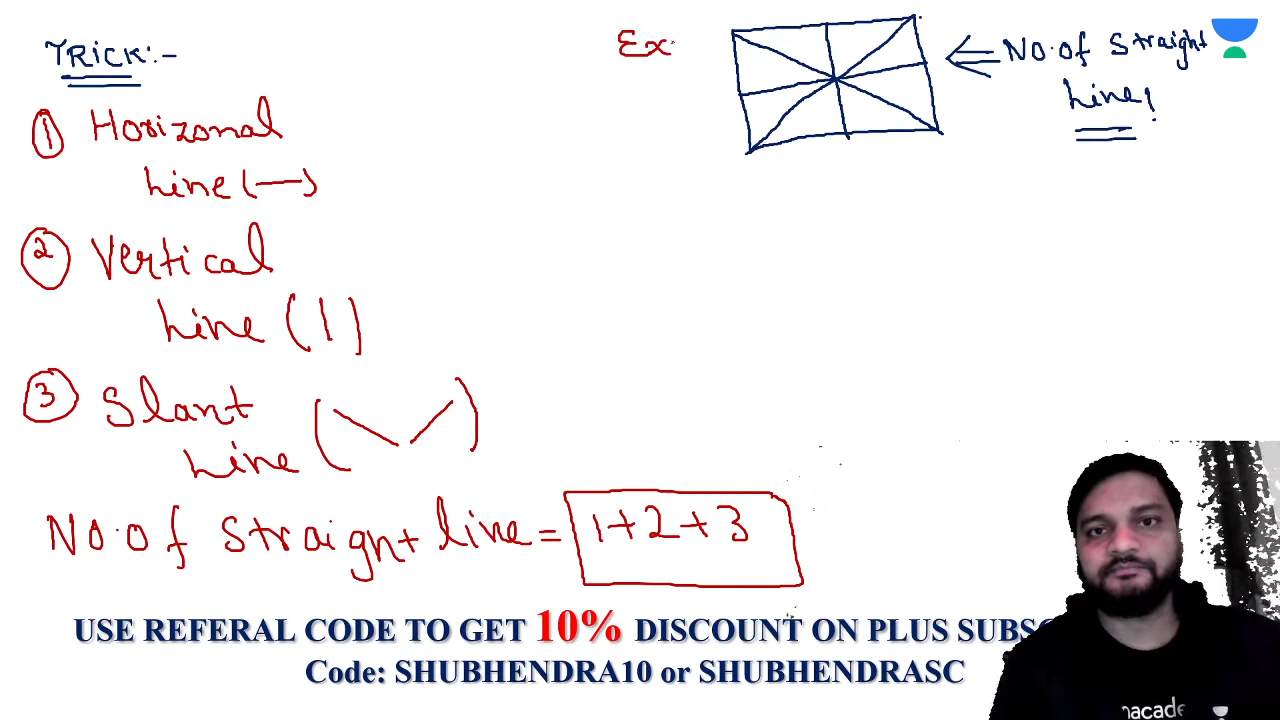 TRICK:-
① Horizonal
Line (—)
② Vertical
Line (|)
③ Slant
Line (\ /)
No. of Straight line = 1+2+3
Ex:
No. of Straight
Line?
USE REFERAL CODE TO GET 10% DISCOUNT ON PLUS
Code: SHUBHENDRA10 or SHUBHENDRASC